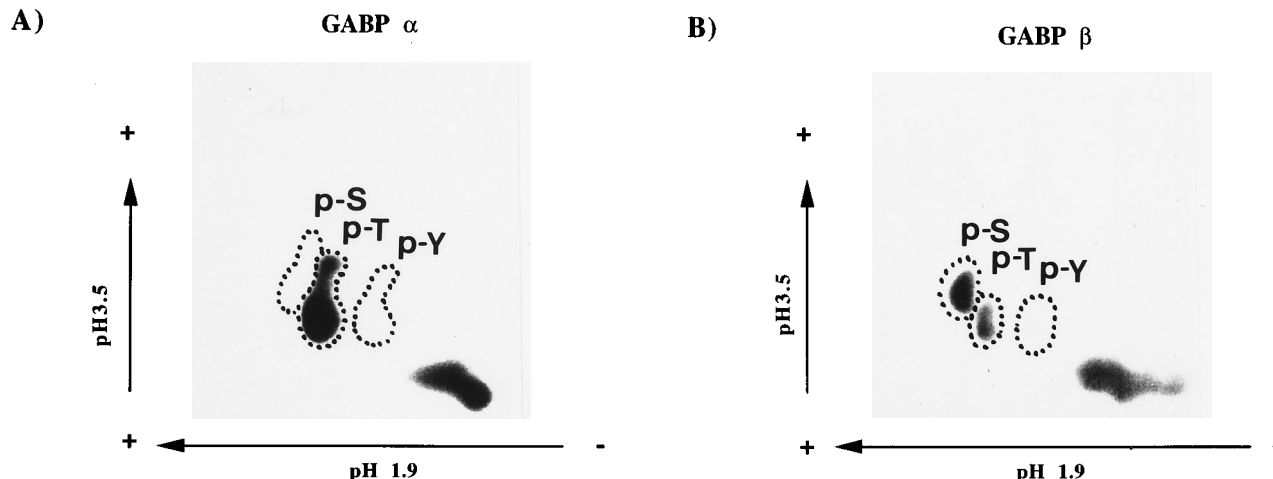 A)
GABP α
+
p-S
p-T
p-Y
pH3.5
+
-
pH 1.9
B)
GABP β
+
p-S
p-T
p-Y
pH3.5
+
pH 1.9